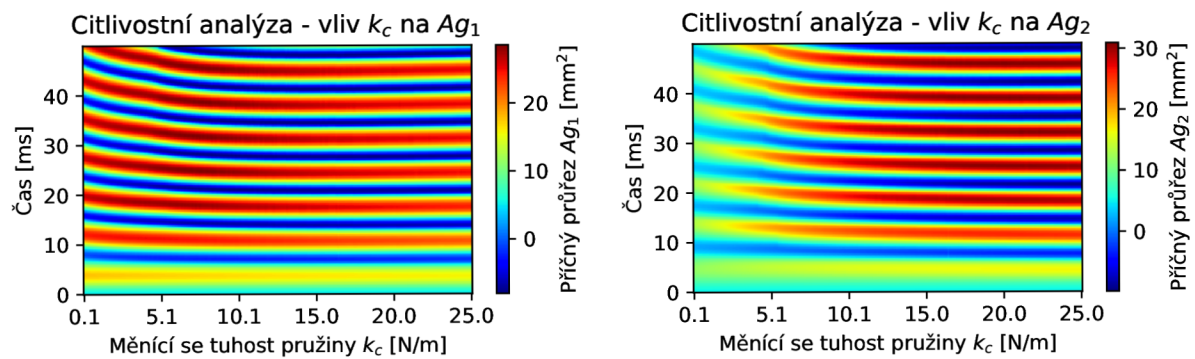 Citlivostní analýza - vliv k_c na Ag_1
Čas [ms]
40
30
20
10
0
0.1 5.1 10.1 15.0 20.0 25.0
Měnící se tuhost pružiny k_c [N/m]
20
10
0
Příčný průřez Ag_1 [mm²]
Citlivostní analýza - vliv k_c na Ag_2
Čas [ms]
40
30
20
10
0
0.1 5.1 10.1 15.0 20.0 25.0
Měnící se tuhost pružiny k_c [N/m]
30
20
10
0
Příčný průřez Ag_2 [mm²]